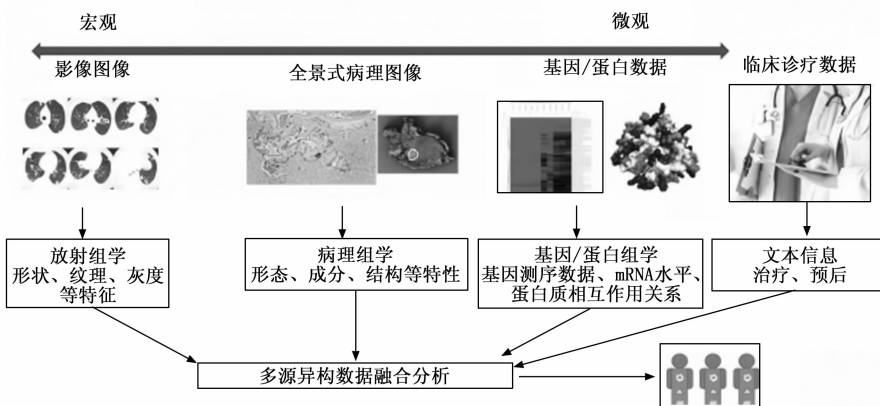 宏观
微观
影像图像
全景式病理图像
基因/蛋白数据
临床诊疗数据
放射组学
形状、纹理、灰度
等特征
病理组学
形态、成分、结构等特性
基因/蛋白组学
基因测序数据、mRNA水平、
蛋白质相互作用关系
文本信息
治疗、预后
多源异构数据融合分析